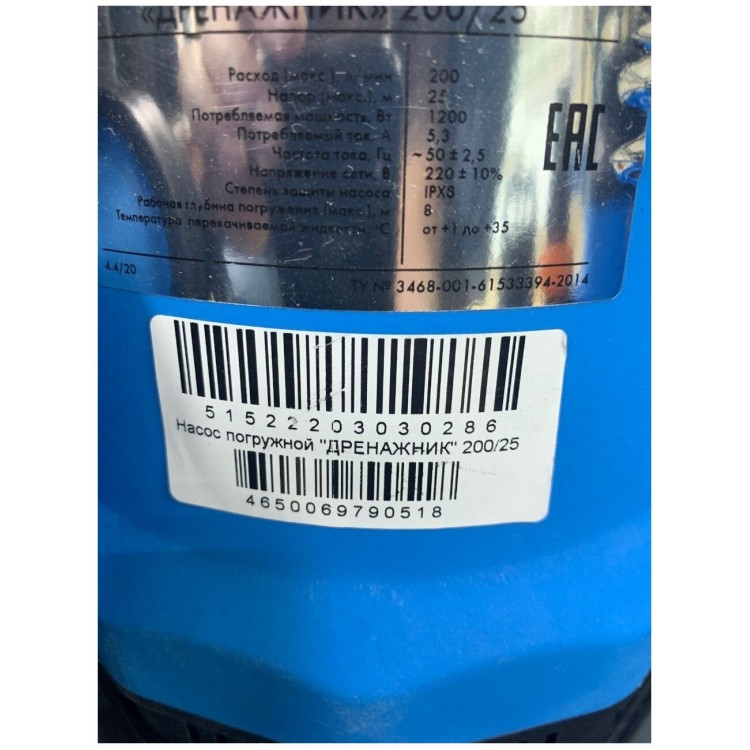 «ДРЕНАЖНИК» 200/25
Расход (макс.), л/мин 200
Напор (макс.), м 25
Потребляемая мощность, Вт 1200
Потребляемый ток, А 5,3
Частота тока, Гц ~ 50 ± 2,5
Напряжение сети, В 220 ± 10%
Степень защиты насоса IPX8
Рабочая глубина погружения (макс.), м 8
Температура перекачиваемой жидкости, °С от +1 до +35
EAC
4.4/20
ТУ № 3468-001-61533394-2014
51522203030286
Насос погружной "ДРЕНАЖНИК" 200/25
4650069790518